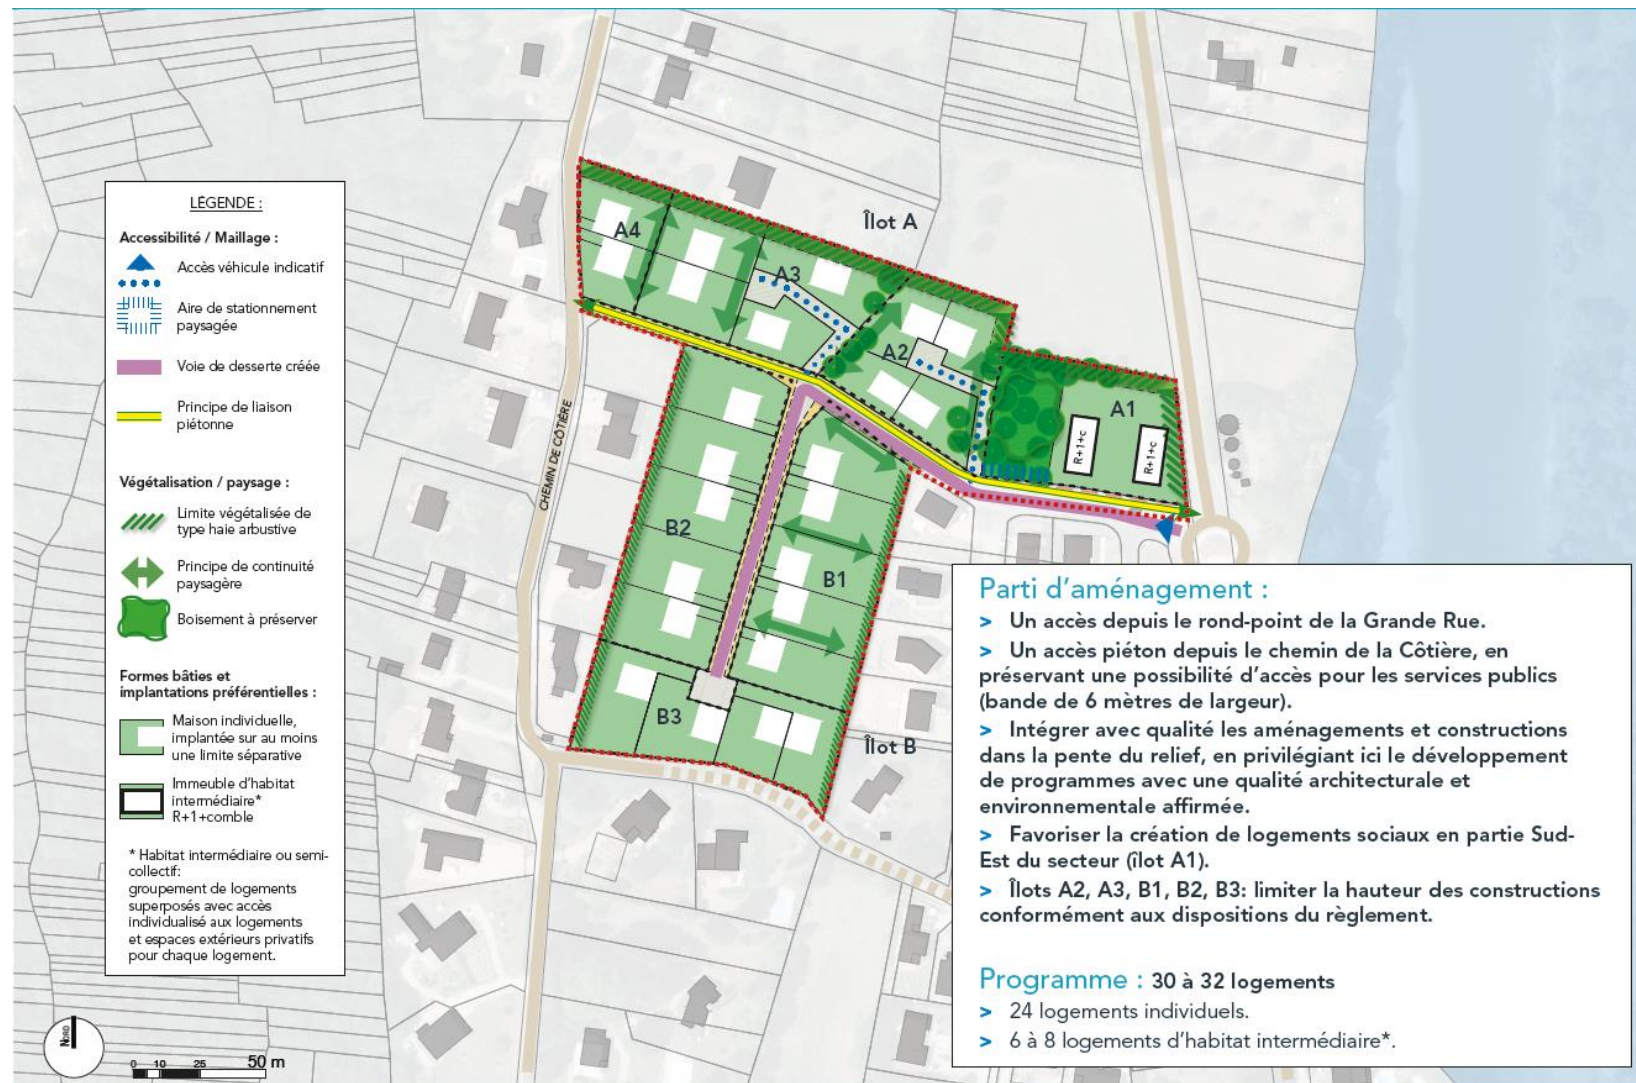 LÉGENDE :
Accessibilité / Maillage :
Accès véhicule indicatif
Aire de stationnement
paysagée
Voie de desserte créée
Principe de liaison
piétonne
Végétalisation / paysage :
Limite végétalisée de
type haie arbustive
Principe de continuité
paysagère
Boisement à préserver
Formes bâties et
implantations préférentielles :
Maison individuelle,
implantée sur au moins
une limite séparative
Immeuble d'habitat
intermédiaire*
R+1+comble
* Habitat intermédiaire ou semi-
collectif:
groupement de logements
superposés avec accès
individualisé aux logements
et espaces extérieurs privatifs
pour chaque logement.
NORD
0 10 25 50 m
CHEMIN DE CÔTIÈRE
Îlot A
A4
A3
A2
A1
R+1+c
R+1+c
B2
B1
B3
Îlot B
Parti d'aménagement :
> Un accès depuis le rond-point de la Grande Rue.
> Un accès piéton depuis le chemin de la Côtière, en
préservant une possibilité d'accès pour les services publics
(bande de 6 mètres de largeur).
> Intégrer avec qualité les aménagements et constructions
dans la pente du relief, en privilégiant ici le développement
de programmes avec une qualité architecturale et
environnementale affirmée.
> Favoriser la création de logements sociaux en partie Sud-
Est du secteur (îlot A1).
> Îlots A2, A3, B1, B2, B3: limiter la hauteur des constructions
conformément aux dispositions du règlement.
Programme : 30 à 32 logements
> 24 logements individuels.
> 6 à 8 logements d'habitat intermédiaire*.